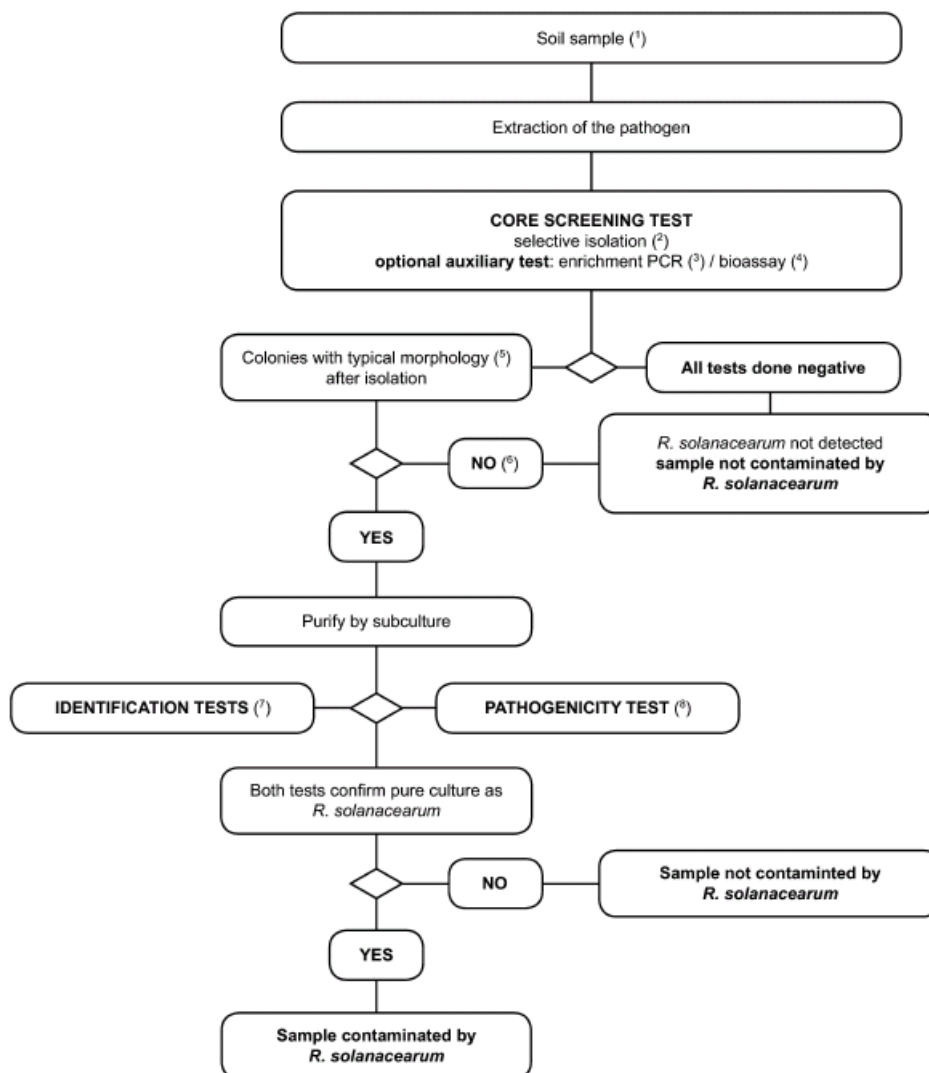 Soil sample (¹)
Extraction of the pathogen
CORE SCREENING TEST
selective isolation (²)
optional auxiliary test: enrichment PCR (³) / bioassay (⁴)
Colonies with typical morphology (⁵)
after isolation
All tests done negative
NO (⁶)
R. solanacearum not detected
sample not contaminated by
R. solanacearum
YES
Purify by subculture
IDENTIFICATION TESTS (⁷)
PATHOGENICITY TEST (⁸)
Both tests confirm pure culture as
R. solanacearum
NO
Sample not contaminted by
R. solanacearum
YES
Sample contaminated by
R. solanacearum